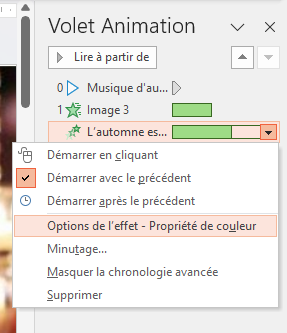 Volet Animation
Lire à partir de
0 Musique d'au...
1 Image 3
L'automne es...
Démarrer en cliquant
Démarrer avec le précédent
Démarrer après le précédent
Options de l'effet - Propriété de couleur
Minutage...
Masquer la chronologie avancée
Supprimer